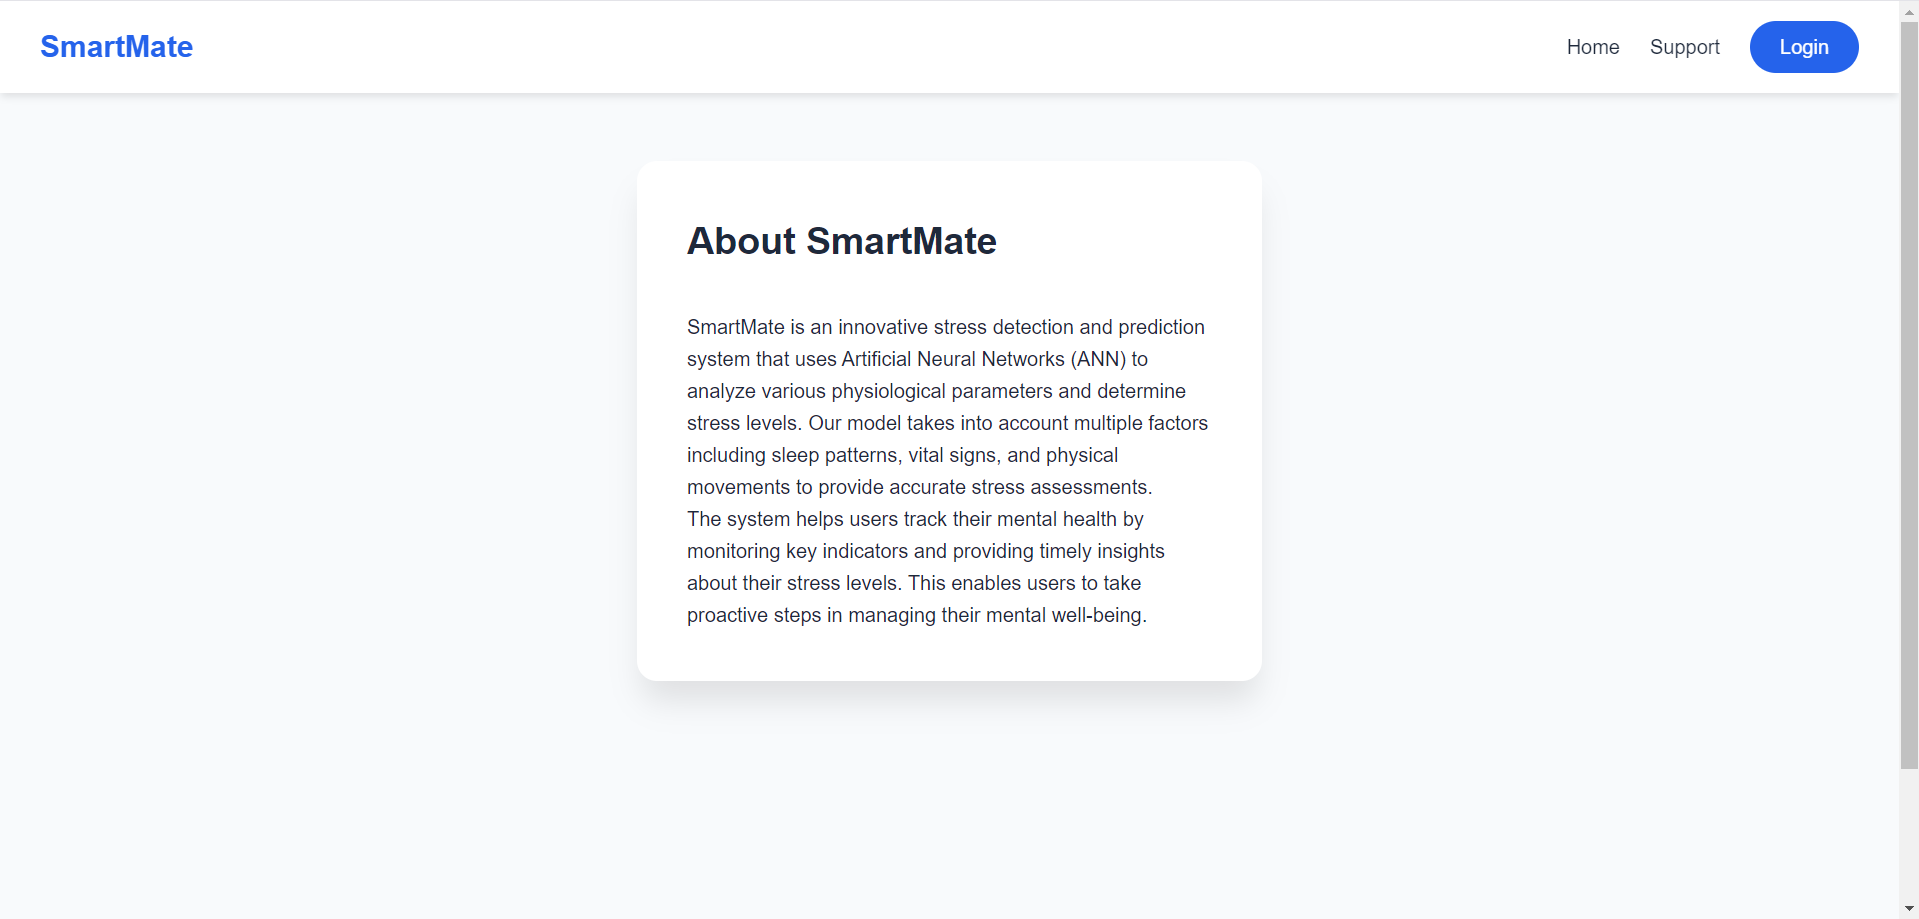 SmartMate
Home
Support
Login
About SmartMate
SmartMate is an innovative stress detection and prediction
system that uses Artificial Neural Networks (ANN) to
analyze various physiological parameters and determine
stress levels. Our model takes into account multiple factors
including sleep patterns, vital signs, and physical
movements to provide accurate stress assessments.
The system helps users track their mental health by
monitoring key indicators and providing timely insights
about their stress levels. This enables users to take
proactive steps in managing their mental well-being.